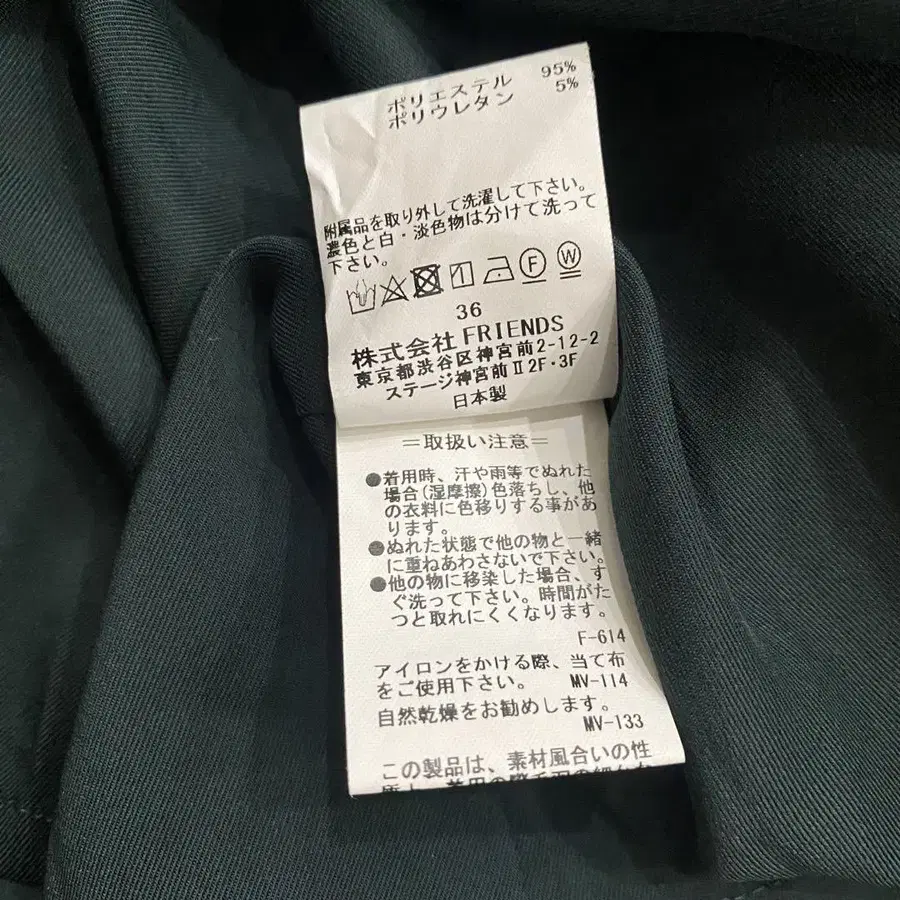 ポリエステル 95%
ポリウレタン 5%
附属品を取り外して洗濯して下さい。
濃色と白・淡色物は分けて洗って
下さい。
F W
36
株式会社 FRIENDS
東京都渋谷区神宮前2-12-2
ステージ神宮前Ⅱ2F・3F
日本製
=取扱い注意=
●着用時、汗や雨等でぬれた
場合(湿摩擦)色落ちし、他
の衣料に色移りする事があ
ります。
●ぬれた状態で他の物と一緒
に重ねあわさないで下さい。
●他の物に移染した場合、す
ぐ洗って下さい。時間がた
つと取れにくくなります。
F-614
アイロンをかける際、当て布
をご使用下さい。 MV-114
自然乾燥をお勧めします。
MV-133
この製品は、素材風合いの性